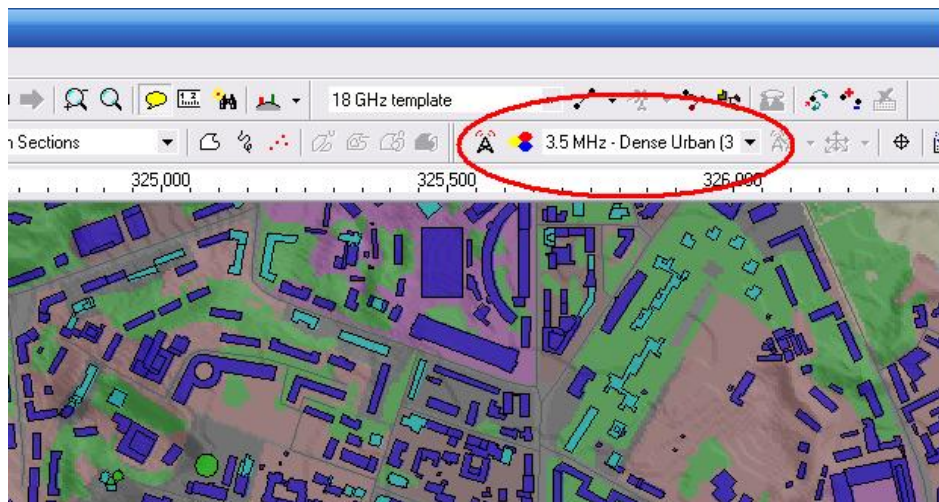 18 GHz template
n Sections
3.5 MHz - Dense Urban (3
325,000 325,500 326,000